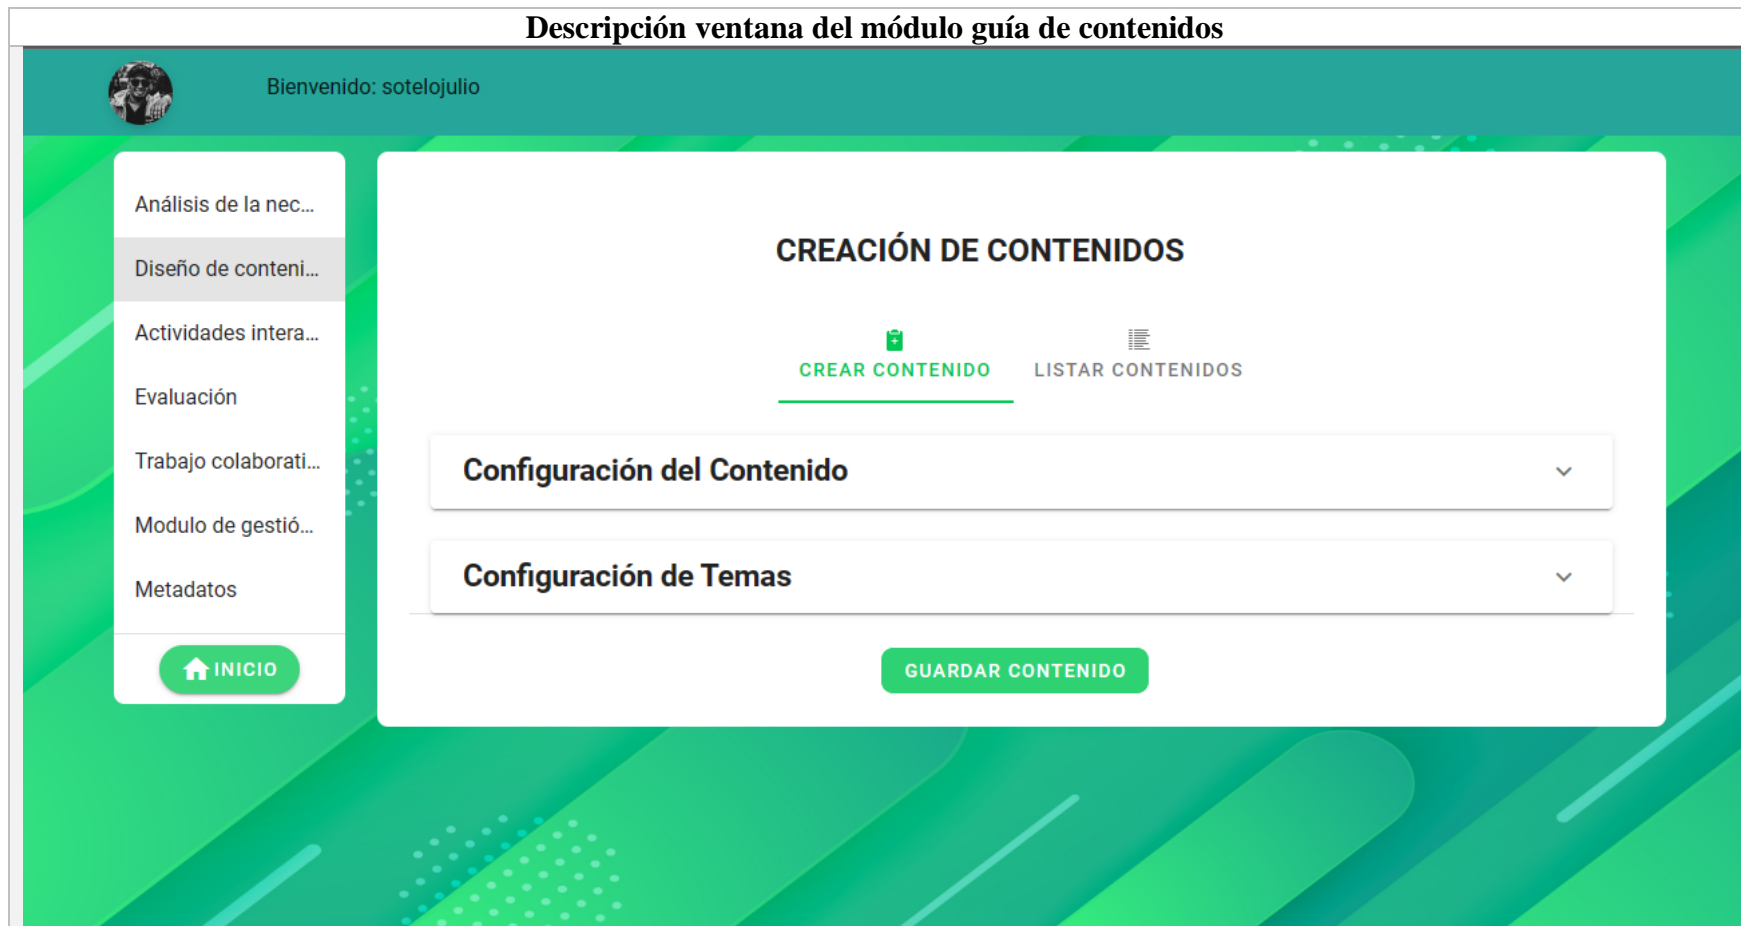 Descripción ventana del módulo guía de contenidos
Bienvenido: sotelojulio
Análisis de la nec...
Diseño de conteni...
Actividades intera...
Evaluación
Trabajo colaborati...
Modulo de gestió...
Metadatos
INICIO
CREACIÓN DE CONTENIDOS
CREAR CONTENIDO
LISTAR CONTENIDOS
Configuración del Contenido
Configuración de Temas
GUARDAR CONTENIDO